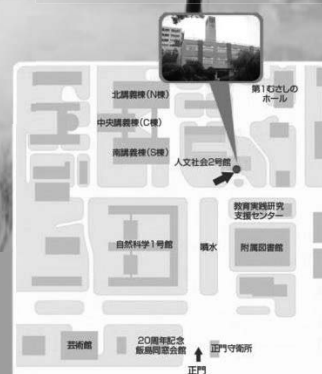 北講義棟(N棟)
第1むさしの
ホール
中央講義棟(C棟)
南講義棟(S棟)
人文社会2号館
教育実践研究
支援センター
自然科学1号館
噴水
附属図書館
芸術館
20周年記念
飯島同窓会館
正門守衛所
正門